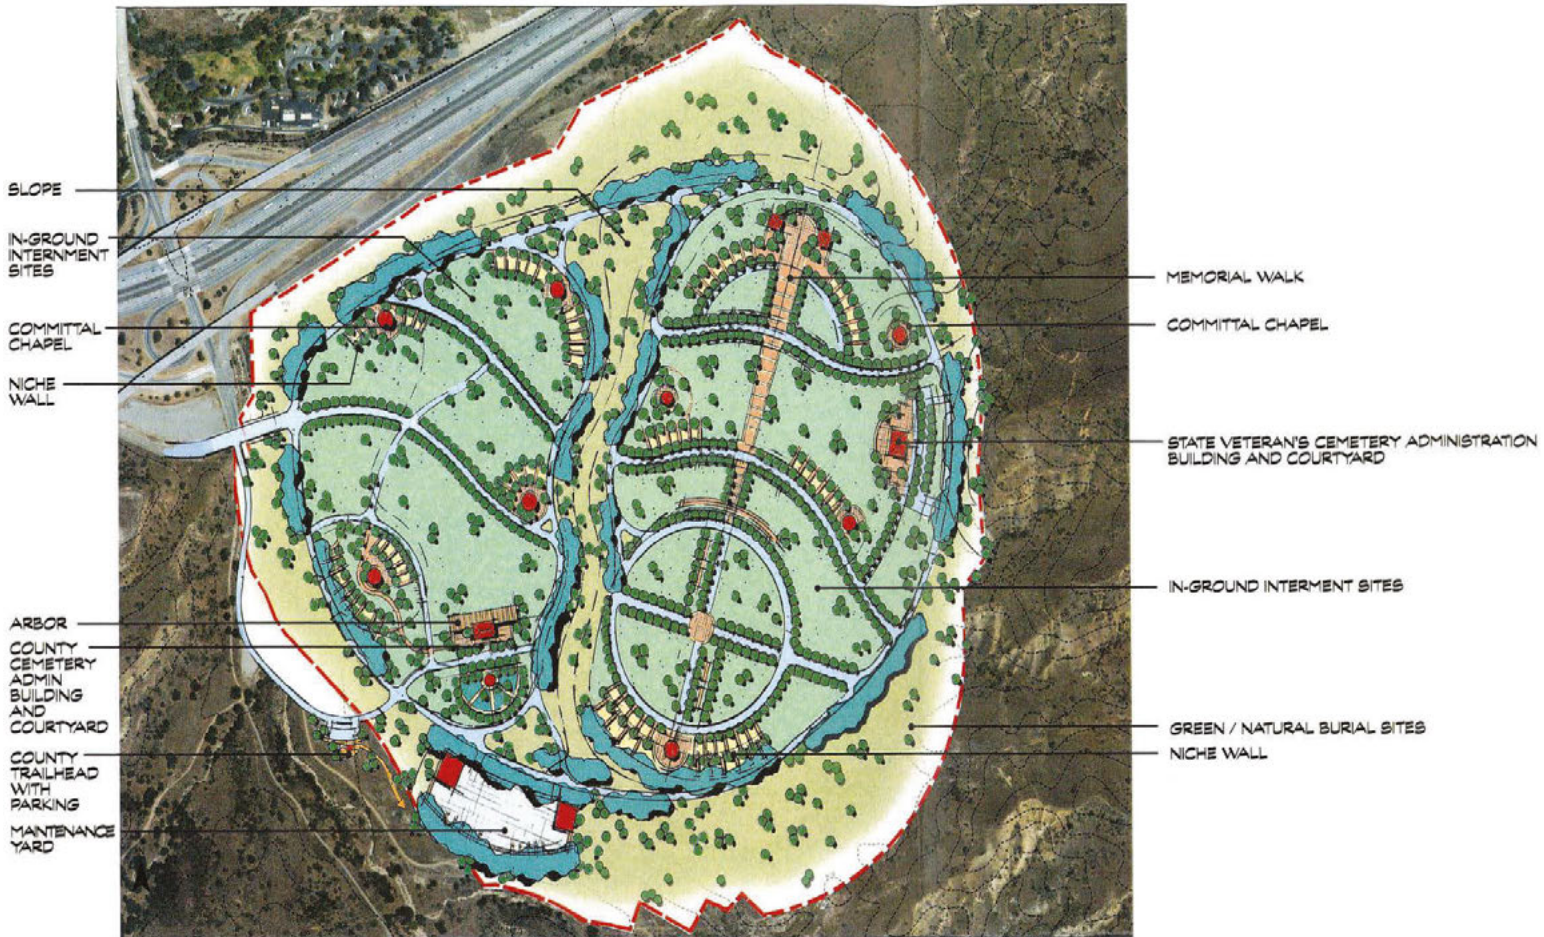 SLOPE
IN-GROUND
INTERNMENT
SITES
COMMITTAL
CHAPEL
NICHE
WALL
ARBOR
COUNTY
CEMETERY
ADMIN
BUILDING
AND
COURTYARD
COUNTY
TRAILHEAD
WITH
PARKING
MAINTENANCE
YARD
MEMORIAL WALK
COMMITTAL CHAPEL
STATE VETERAN'S CEMETERY ADMINISTRATION
BUILDING AND COURTYARD
IN-GROUND INTERMENT SITES
GREEN / NATURAL BURIAL SITES
NICHE WALL